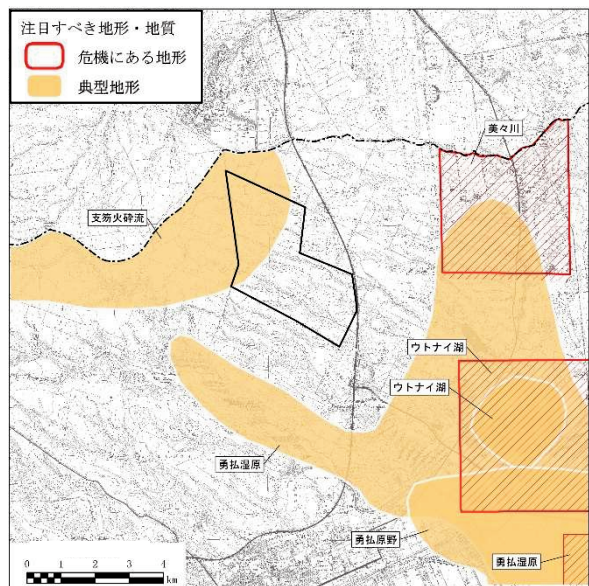 注目すべき地形・地質
危機にある地形
典型地形
美々川
支笏火砕流
ウトナイ湖
ウトナイ湖
勇払湿原
勇払原野
勇払湿原
0 1 2 3 4
km